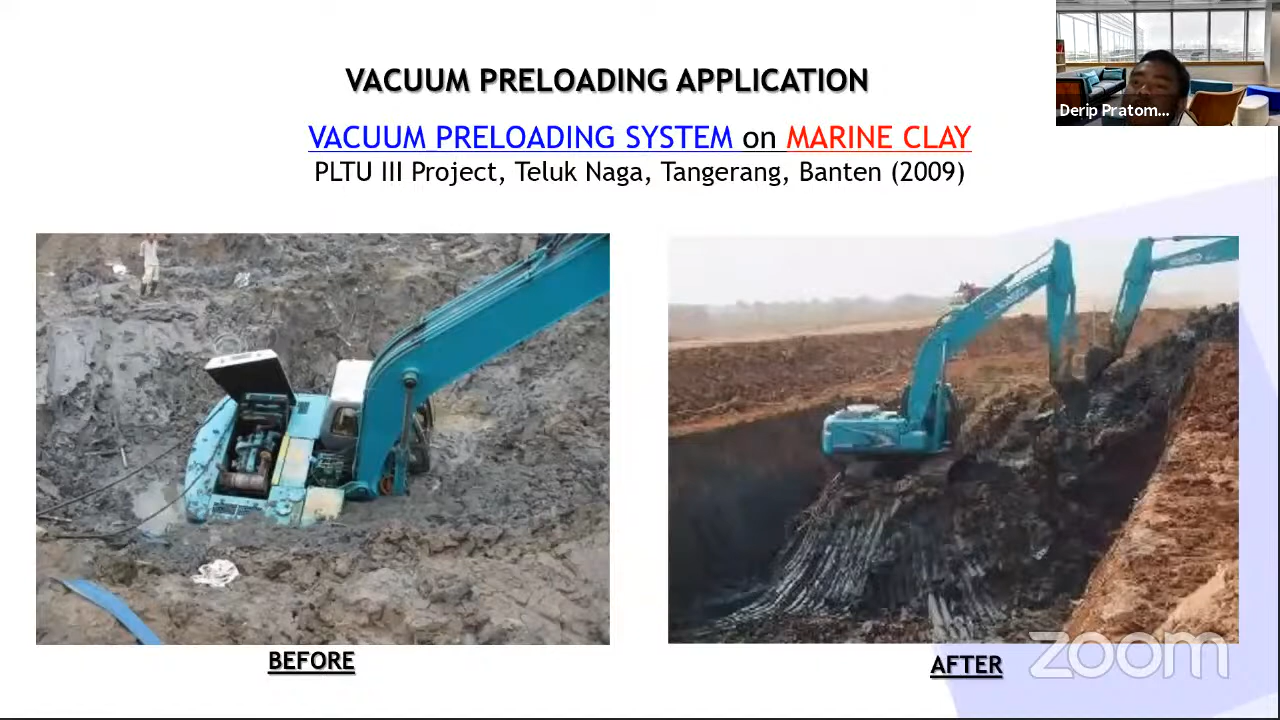 VACUUM PRELOADING APPLICATION
Derip Pratom...
VACUUM PRELOADING SYSTEM on MARINE CLAY
PLTU III Project, Teluk Naga, Tangerang, Banten (2009)
BEFORE
AFTER
zoom